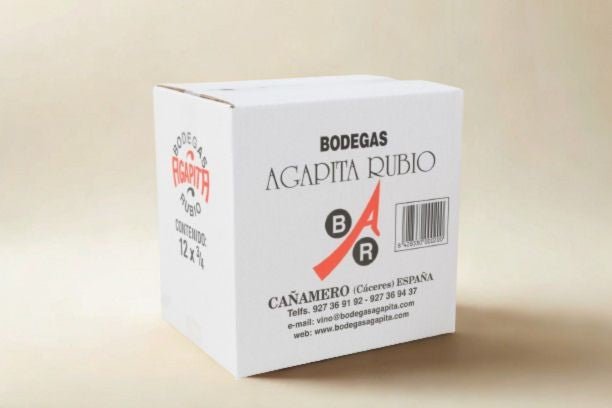 BODEGAS
AGAPITA
RUBIO
CONTENIDO:
12 x 3/4
BODEGAS
AGAPITA RUBIO
B A
R
CAÑAMERO (Cáceres) ESPAÑA
Telfs. 927 36 91 92 - 927 36 94 37
e-mail: vino@bodegasagapita.com
web: www.bodegasagapita.com